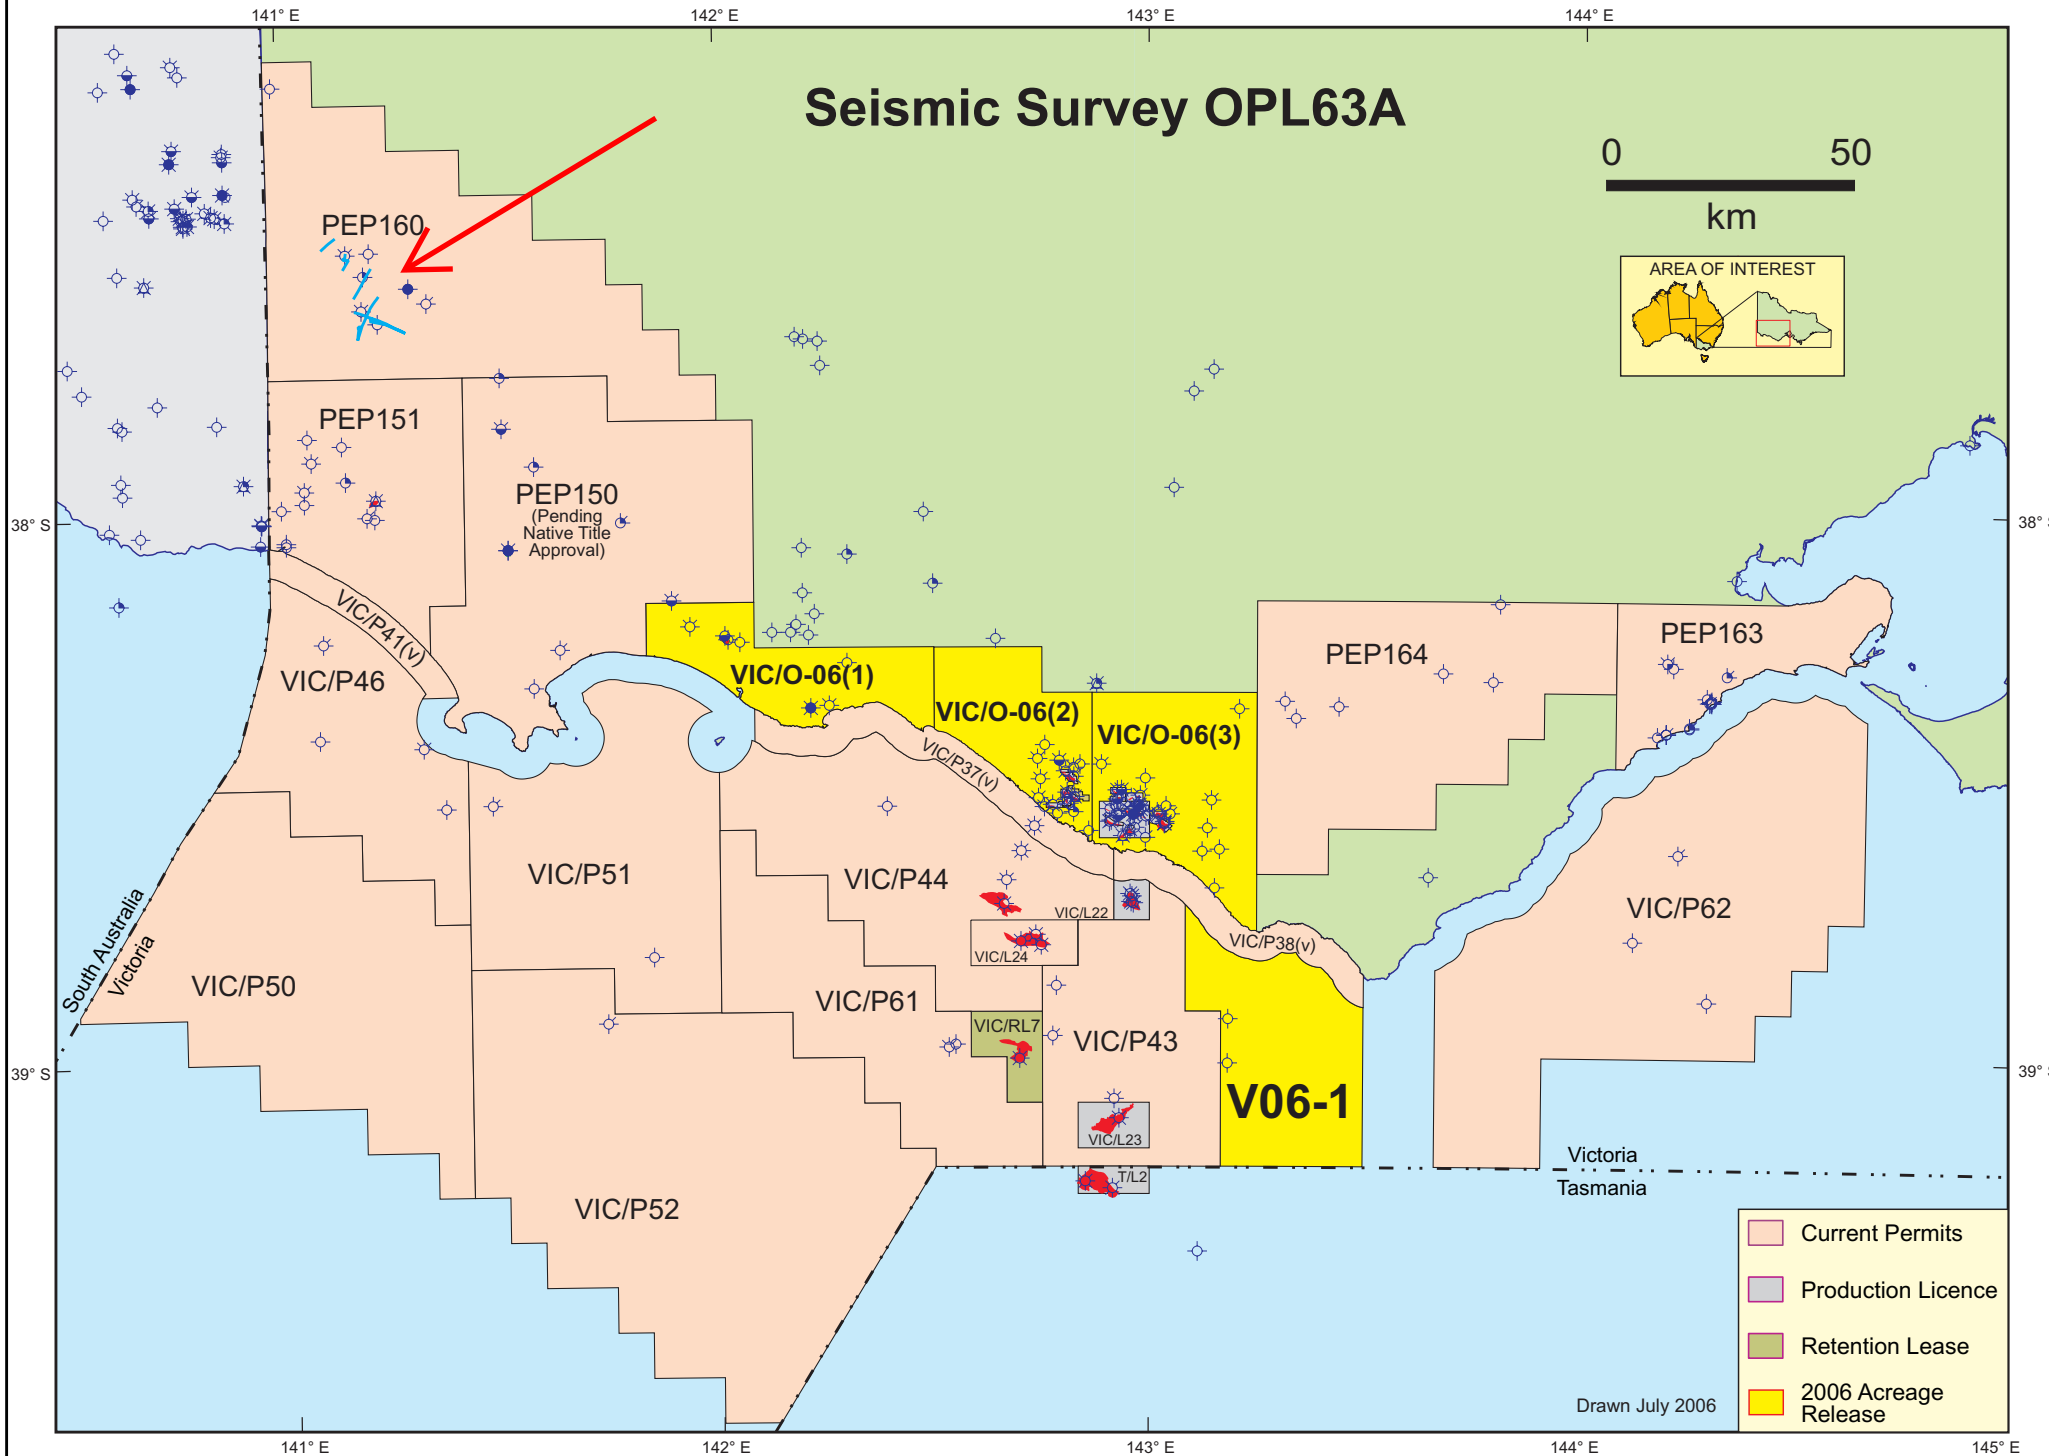 141° E
142° E
143° E
144° E
Seismic Survey OPL63A
0
50
km
AREA OF INTEREST
PEP160
PEP151
PEP150
(Pending
Native Title
Approval)
38° S
38° S
VIC/P41(v)
VIC/P46
VIC/O-06(1)
VIC/O-06(2)
VIC/O-06(3)
PEP164
PEP163
VIC/P37(v)
VIC/P51
VIC/P44
VIC/L22
VIC/P62
VIC/P38(v)
VIC/L24
South Australia
Victoria
VIC/P50
VIC/P61
VIC/RL7
VIC/P43
39° S
39° S
V06-1
VIC/L23
T/L2
Victoria
Tasmania
VIC/P52
Current Permits
Production Licence
Retention Lease
2006 Acreage
Release
Drawn July 2006
141° E
142° E
143° E
144° E
145° E